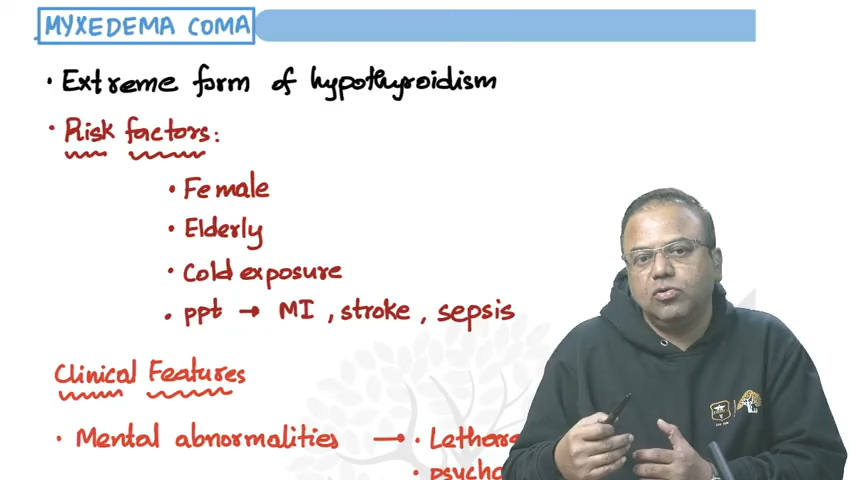 MYXEDEMA COMA
• Extreme form of hypothyroidism
• Risk factors:
• Female
• Elderly
• Cold exposure
• ppt → MI, stroke, sepsis
Clinical Features
• Mental abnormalities → •